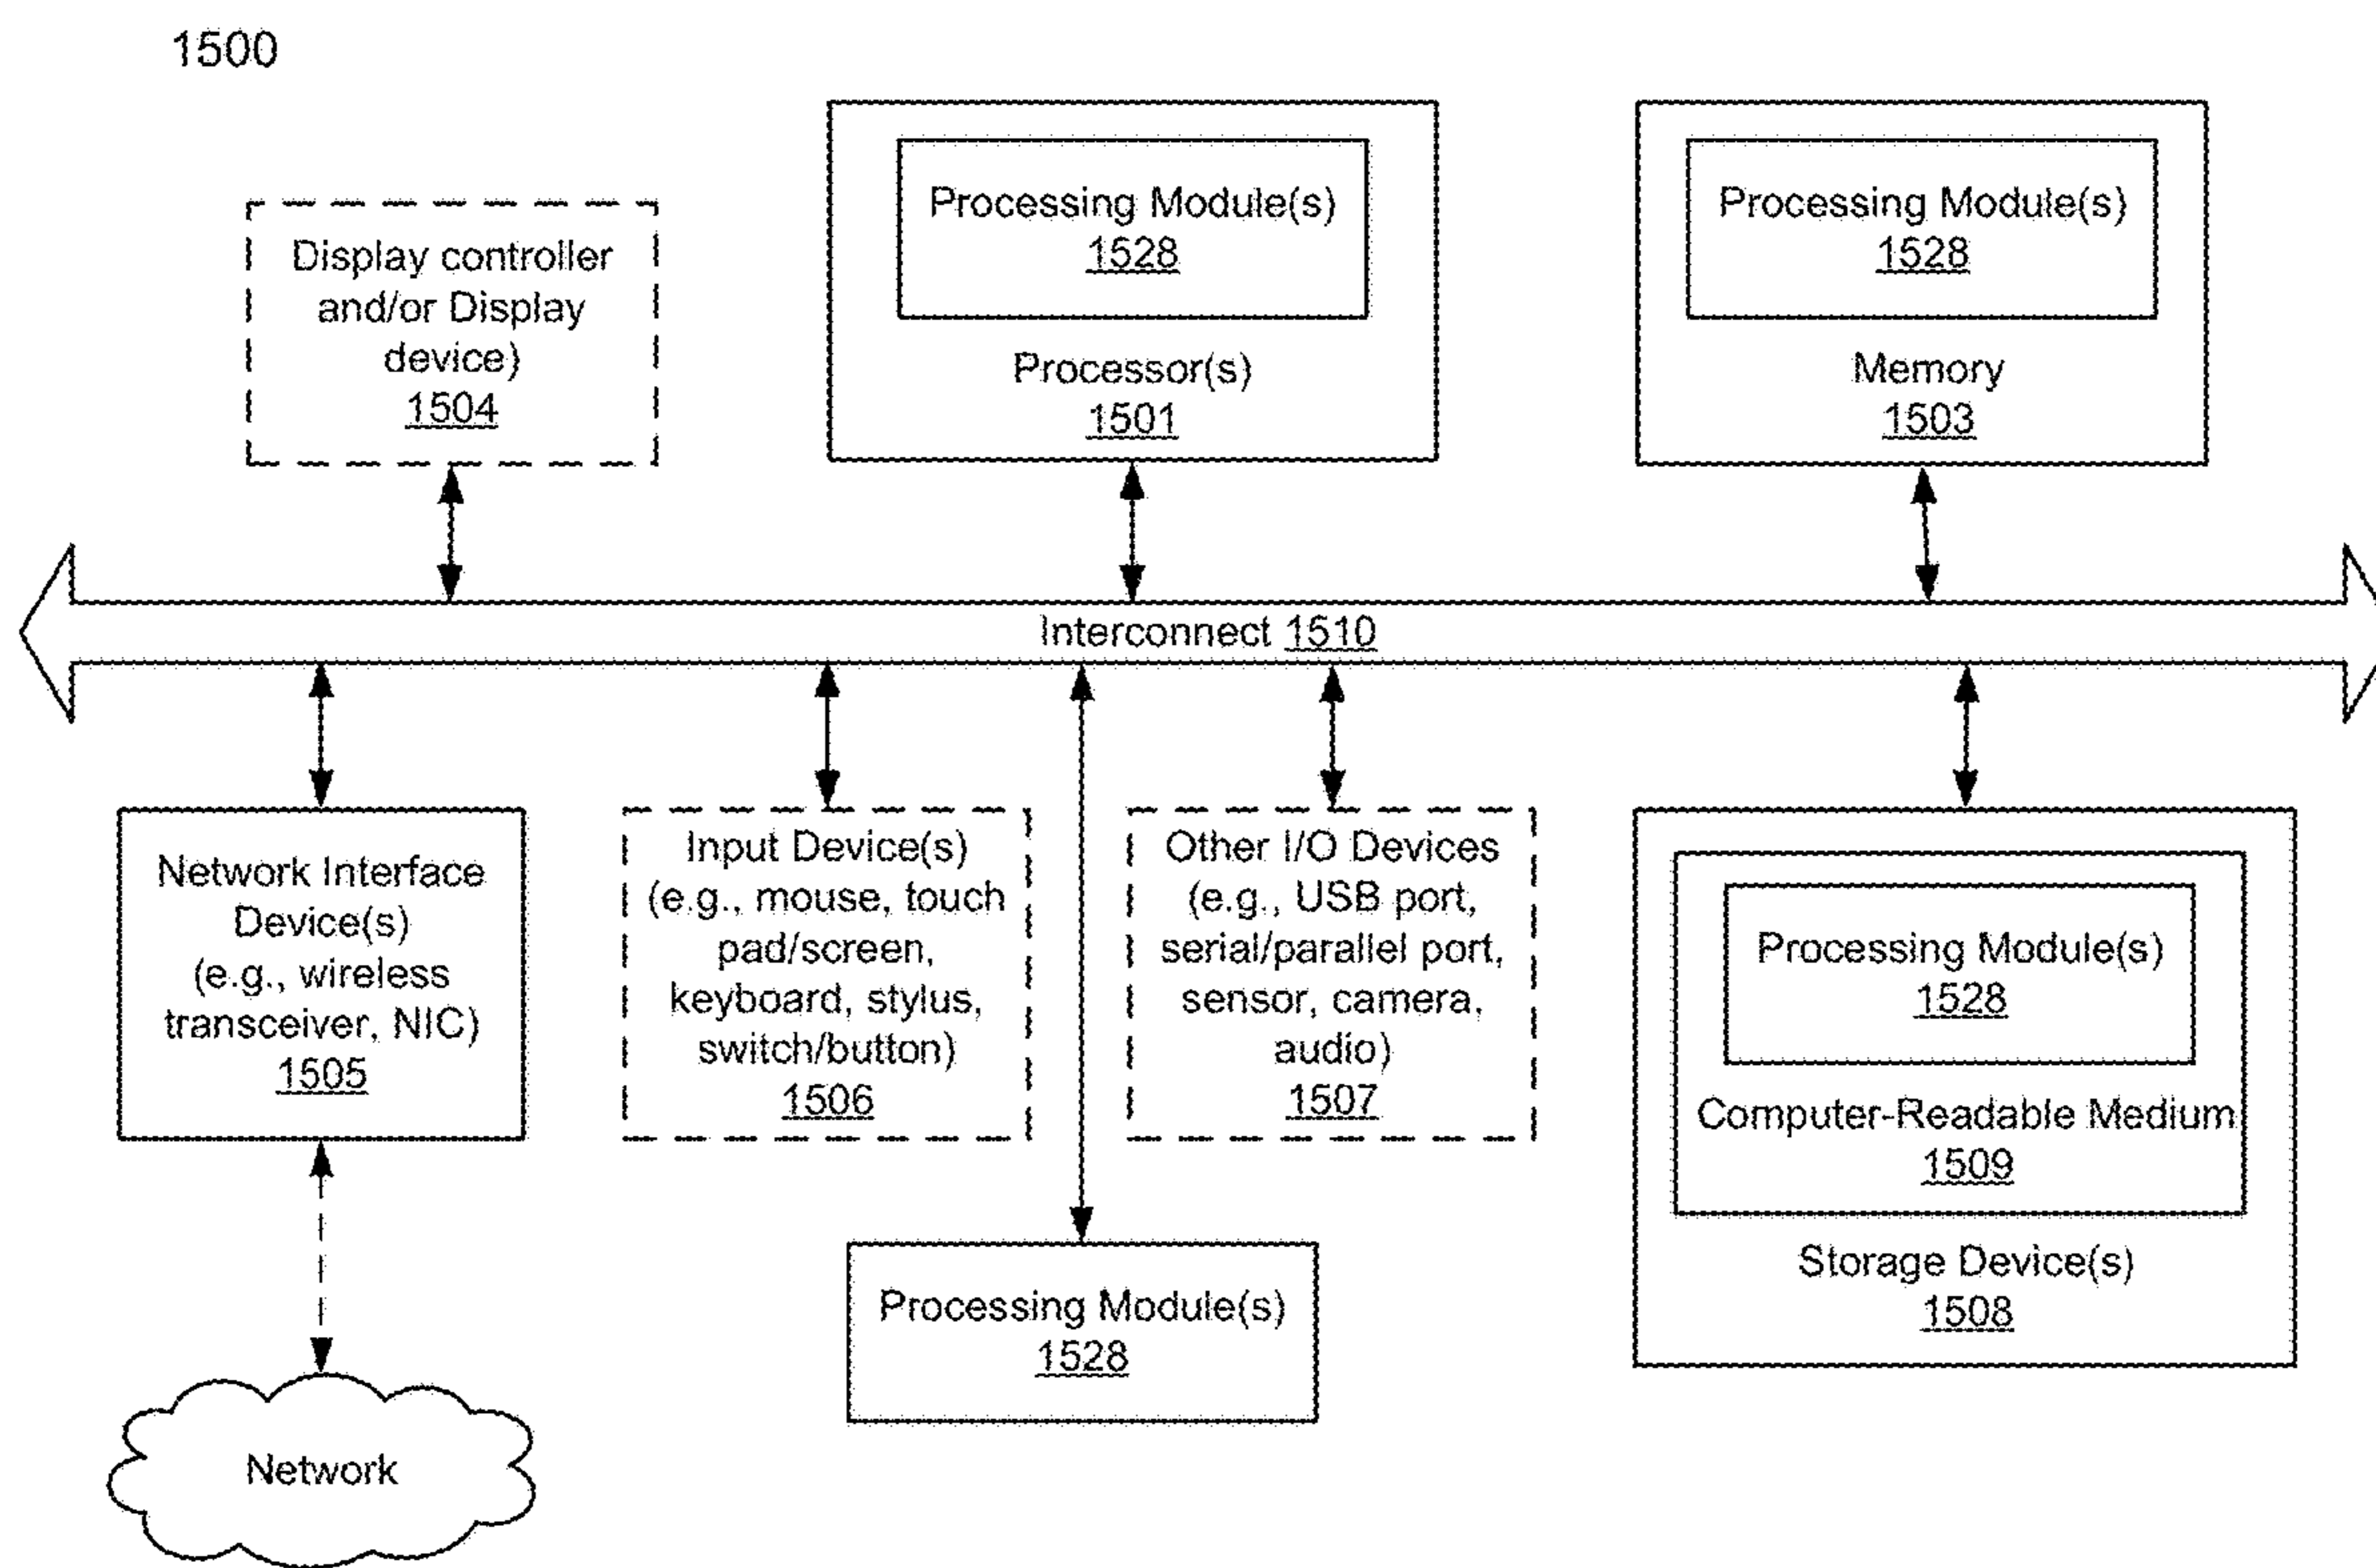 1500
Processing Module(s)
1528
Processor(s)
1501
Processing Module(s)
1528
Memory
1503
Display controller
and/or Display
device)
1504
Interconnect 1510
Network Interface
Device(s)
(e.g., wireless
transceiver, NIC)
1505
Input Device(s)
(e.g., mouse, touch
pad/screen,
keyboard, stylus,
switch/button)
1506
Other I/O Devices
(e.g., USB port,
serial/parallel port,
sensor, camera,
audio)
1507
Processing Module(s)
1528
Computer-Readable Medium
1509
Storage Device(s)
1508
Processing Module(s)
1528
Network